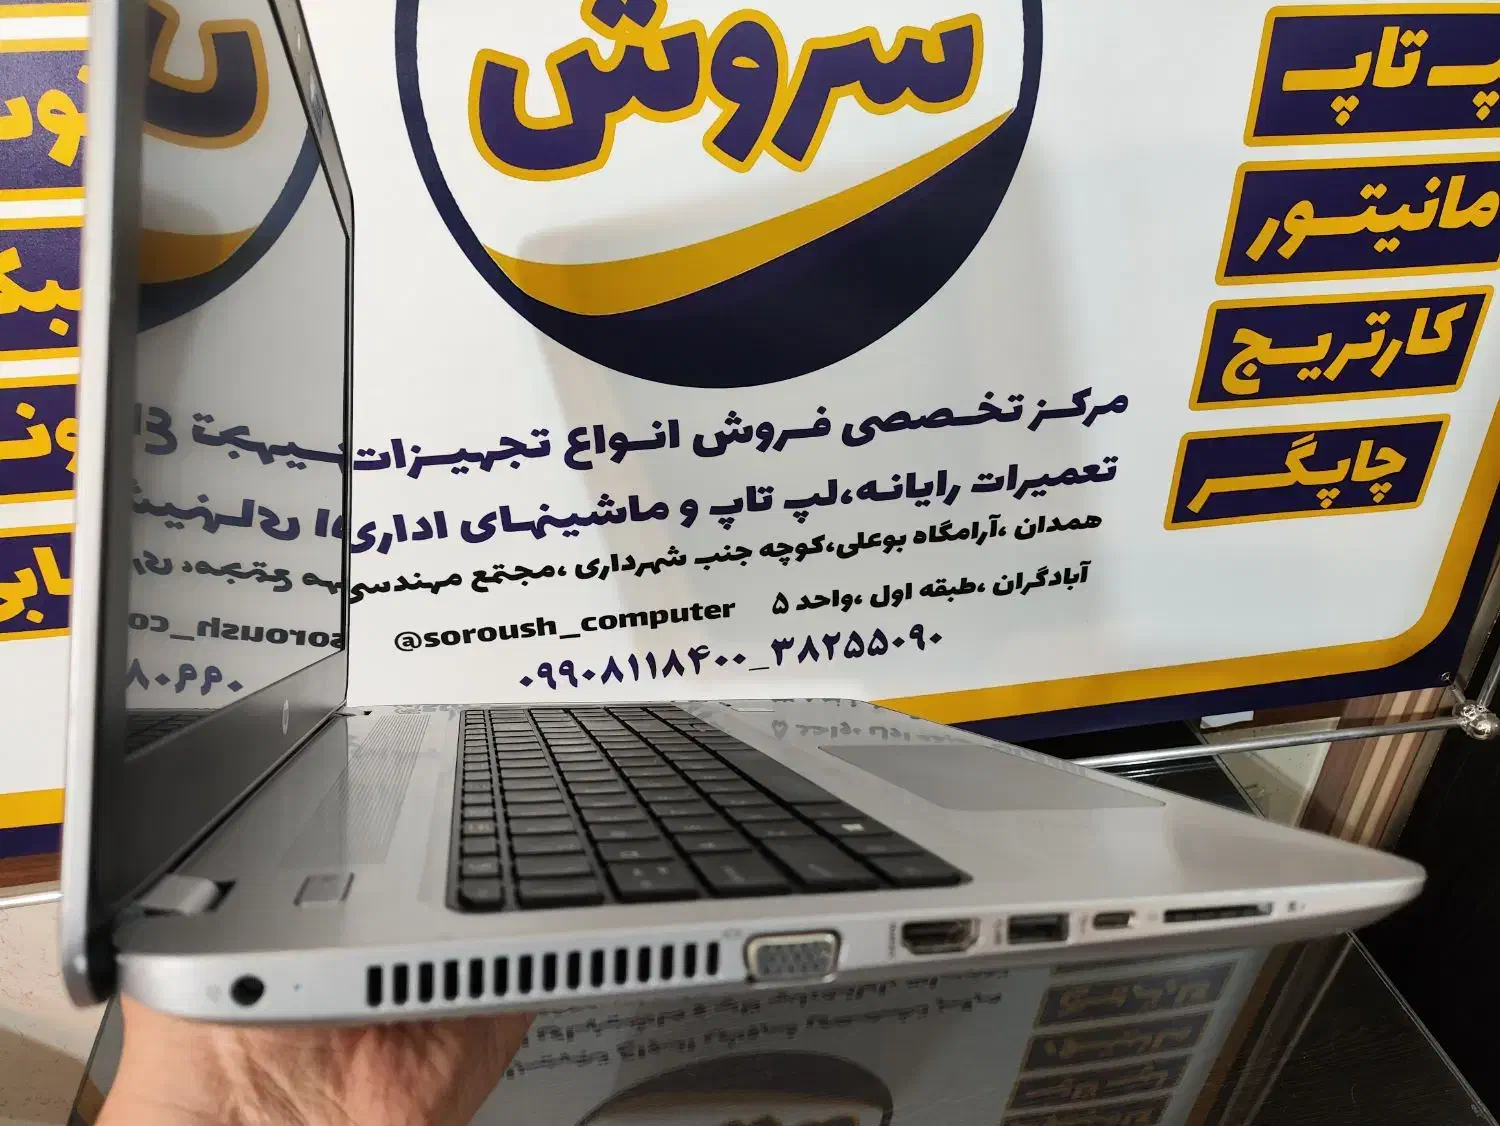 سروش
مرکز تخصصی فروش انواع تجهیزات
تعمیرات رایانه،لپ تاپ و ماشینهای اداری
همدان ،آرامگاه بوعلی،کوچه جنب شهرداری ،مجتمع مهندسی
آبادگران ،طبقه اول ،واحد ۵
@soroush_computer
۰۹۹۰۸۱۱۸۴۰۰_۳۸۲۵۵۰۹۰
پ تاپ
مانیتور
کارتریج
چاپگر
hp